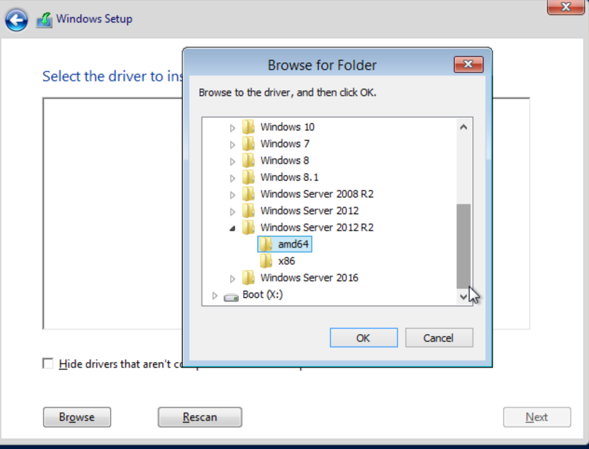 Windows Setup
Select the driver to ins
Browse for Folder
Browse to the driver, and then click OK.
Windows 10
Windows 7
Windows 8
Windows 8.1
Windows Server 2008 R2
Windows Server 2012
Windows Server 2012 R2
amd64
x86
Windows Server 2016
Boot (X:)
OK
Cancel
Hide drivers that aren't
Browse
Rescan
Next